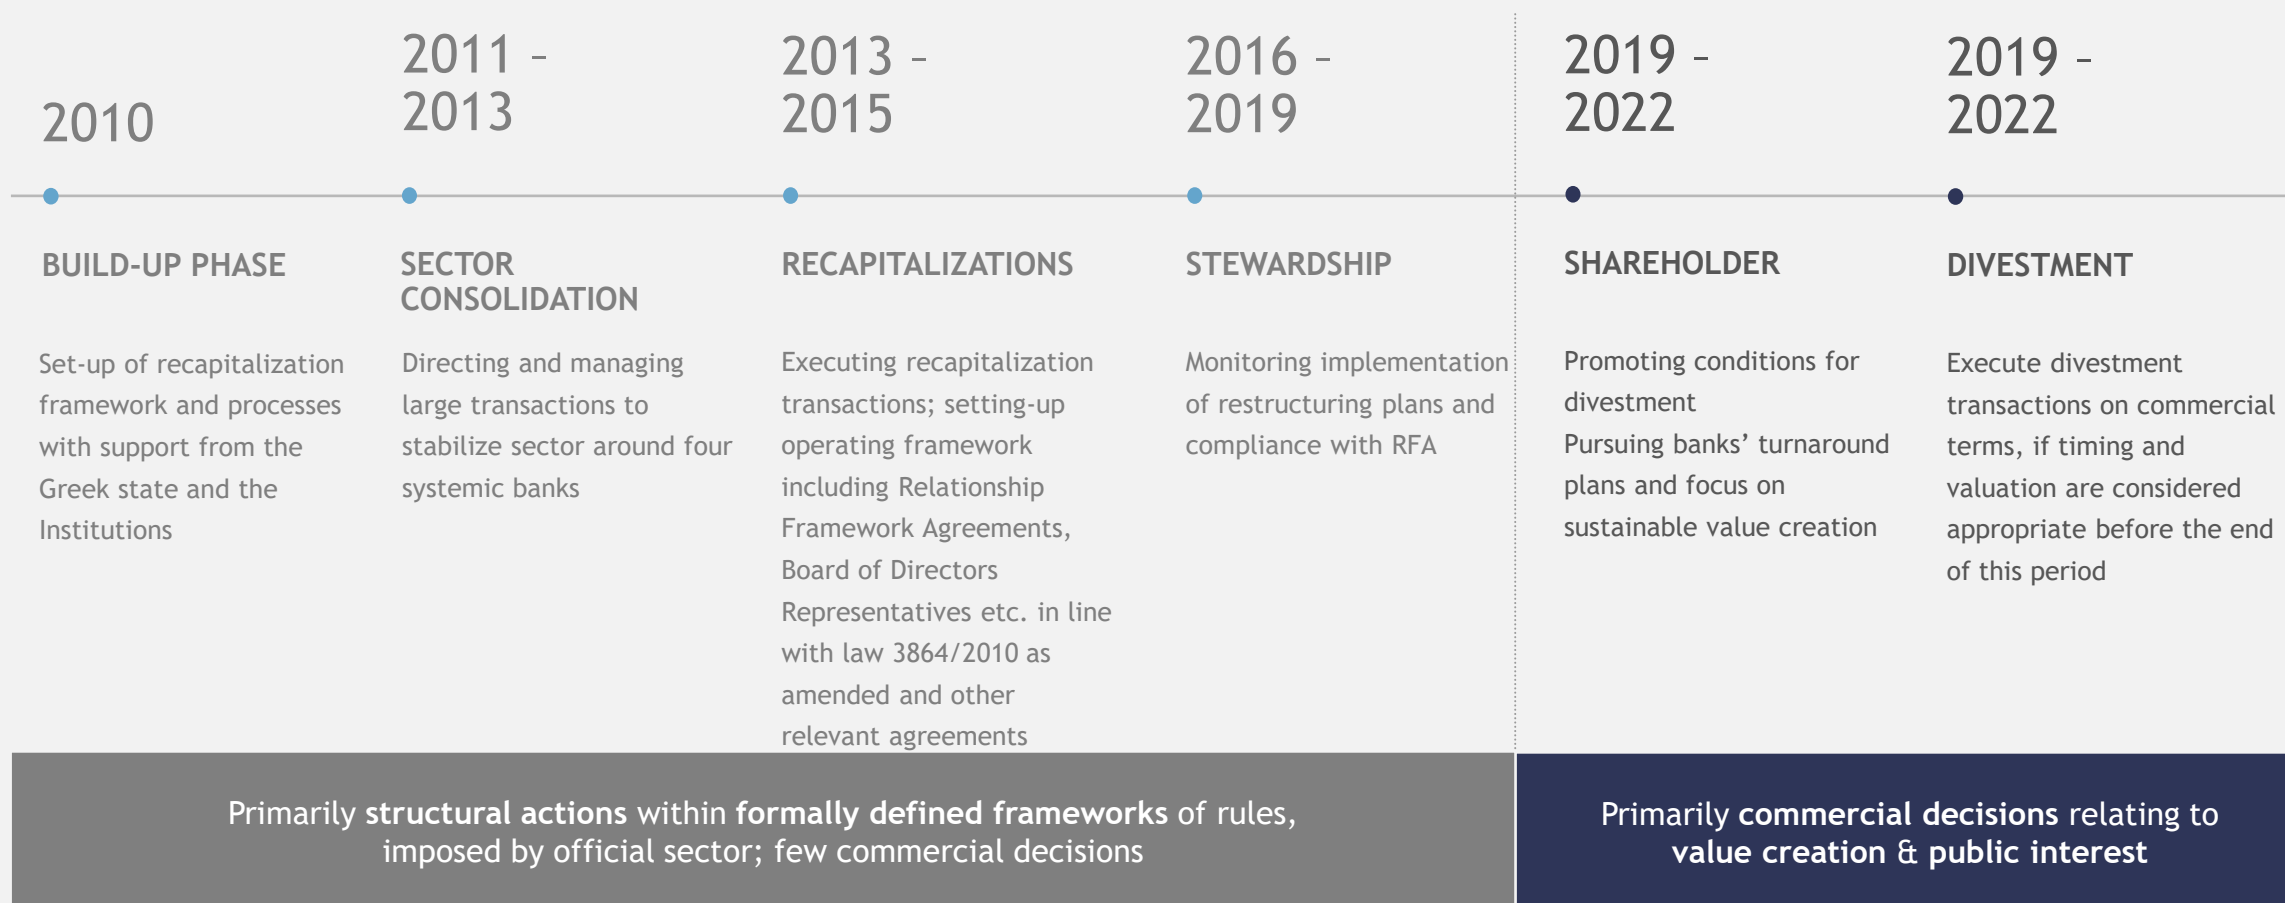 2010
2011 –
2013
2013 –
2015
2016 –
2019
2019 –
2022
2019 –
2022
BUILD-UP PHASE
Set-up of recapitalization
framework and processes
with support from the
Greek state and the
Institutions
SECTOR
CONSOLIDATION
Directing and managing
large transactions to
stabilize sector around four
systemic banks
RECAPITALIZATIONS
Executing recapitalization
transactions; setting-up
operating framework
including Relationship
Framework Agreements,
Board of Directors
Representatives etc. in line
with law 3864/2010 as
amended and other
relevant agreements
STEWARDSHIP
Monitoring implementation
of restructuring plans and
compliance with RFA
SHAREHOLDER
Promoting conditions for
divestment
Pursuing banks’ turnaround
plans and focus on
sustainable value creation
DIVESTMENT
Execute divestment
transactions on commercial
terms, if timing and
valuation are considered
appropriate before the end
of this period
Primarily structural actions within formally defined frameworks of rules,
imposed by official sector; few commercial decisions
Primarily commercial decisions relating to
value creation & public interest